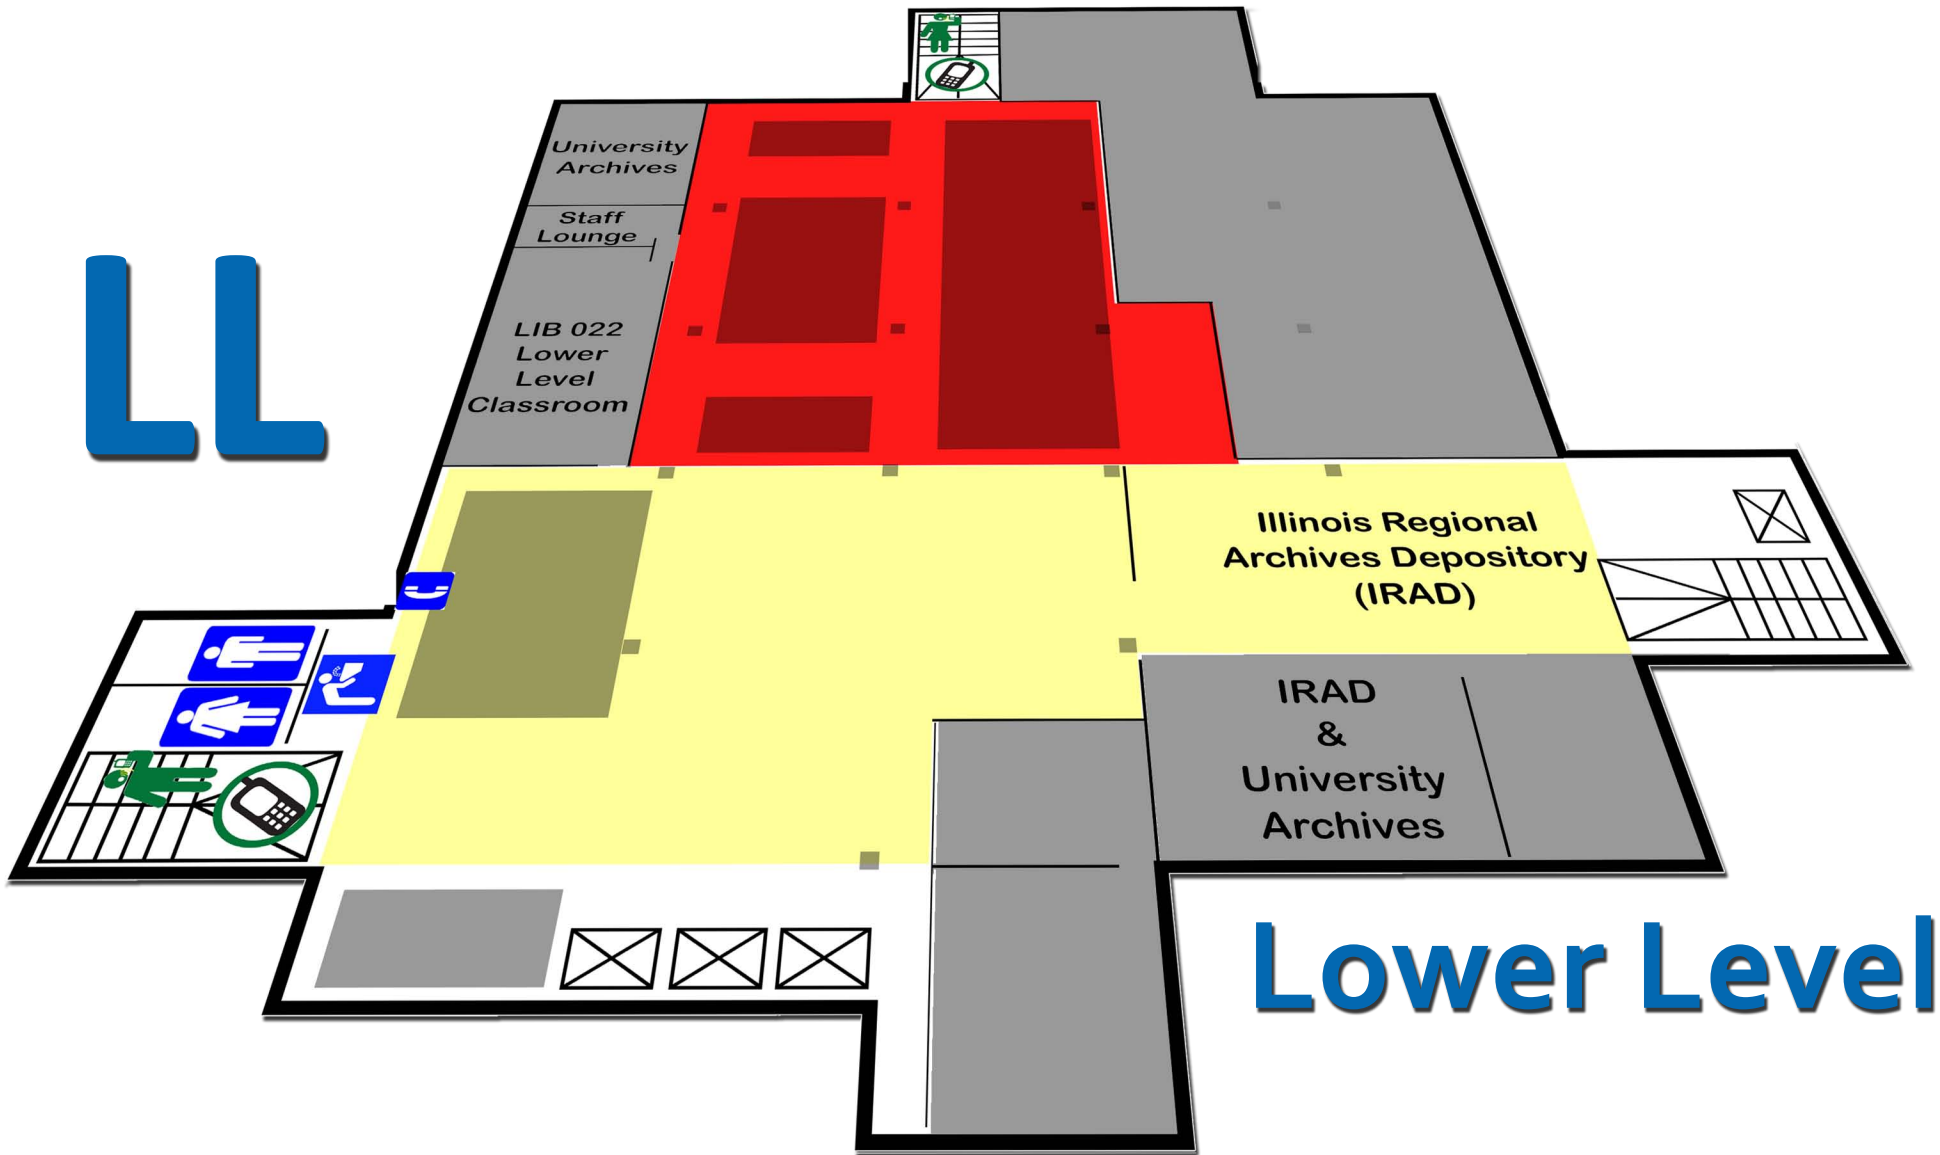 University
Archives
Staff
Lounge
LL
LIB 022
Lower
Level
Classroom
Illinois Regional
Archives Depository
(IRAD)
IRAD
&
University
Archives
Lower Level